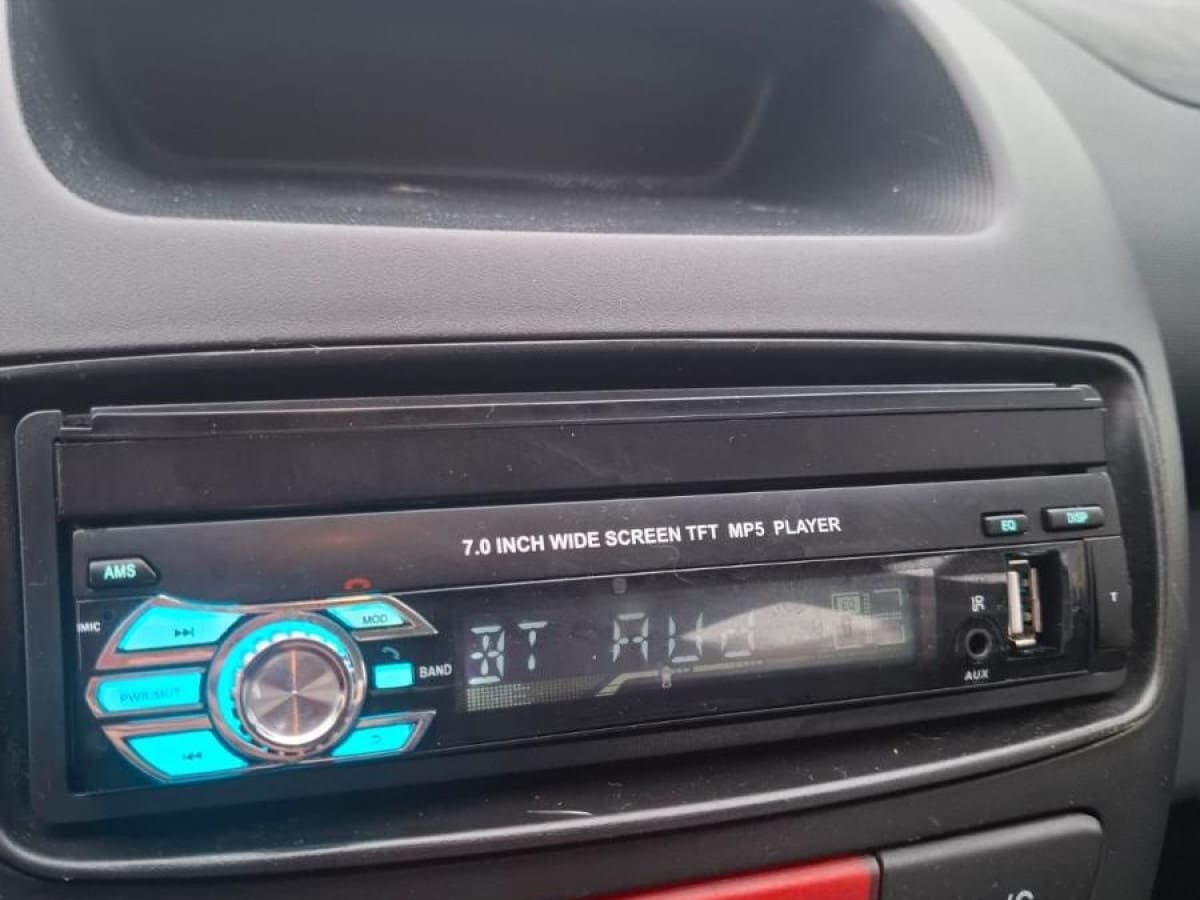 7.0 INCH WIDE SCREEN TFT MP5 PLAYER
EQ
DISP
AMS
MIC
MOD
PWR/MUT
BAND
BT AUd
EQ
IR
AUX
T